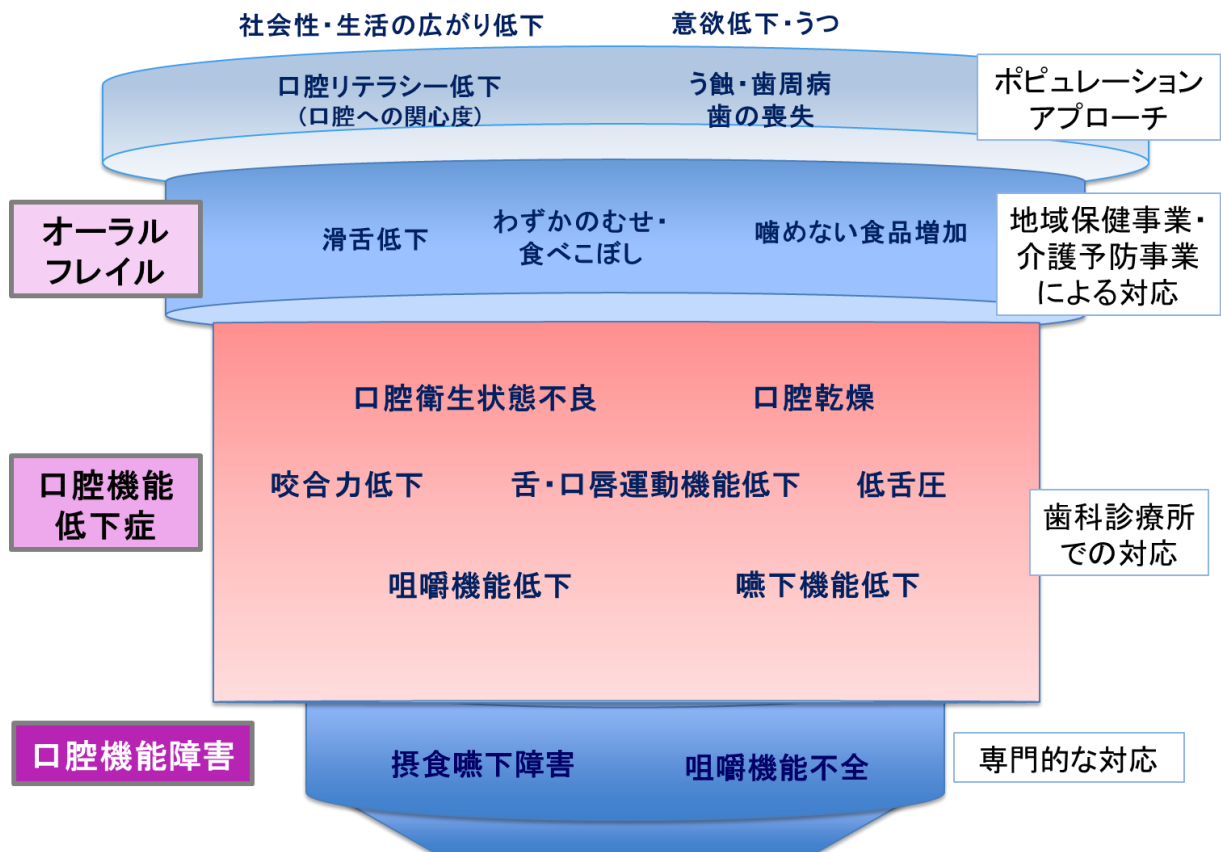 社会性・生活の広がり低下
意欲低下・うつ
口腔リテラシー低下
（口腔への関心度）
う蝕・歯周病
歯の喪失
ポピュレーション
アプローチ
オーラル
フレイル
滑舌低下
わずかのむせ・
食べこぼし
噛めない食品増加
地域保健事業・
介護予防事業
による対応
口腔機能
低下症
口腔衛生状態不良
口腔乾燥
咬合力低下
舌・口唇運動機能低下
低舌圧
咀嚼機能低下
嚥下機能低下
歯科診療所
での対応
口腔機能障害
摂食嚥下障害
咀嚼機能不全
専門的な対応